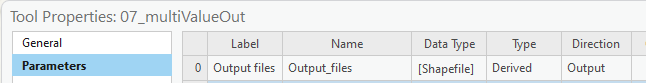 Tool Properties: 07_multiValueOut
General
Parameters
Label Name Data Type Type Direction
0 Output files Output_files [Shapefile] Derived Output